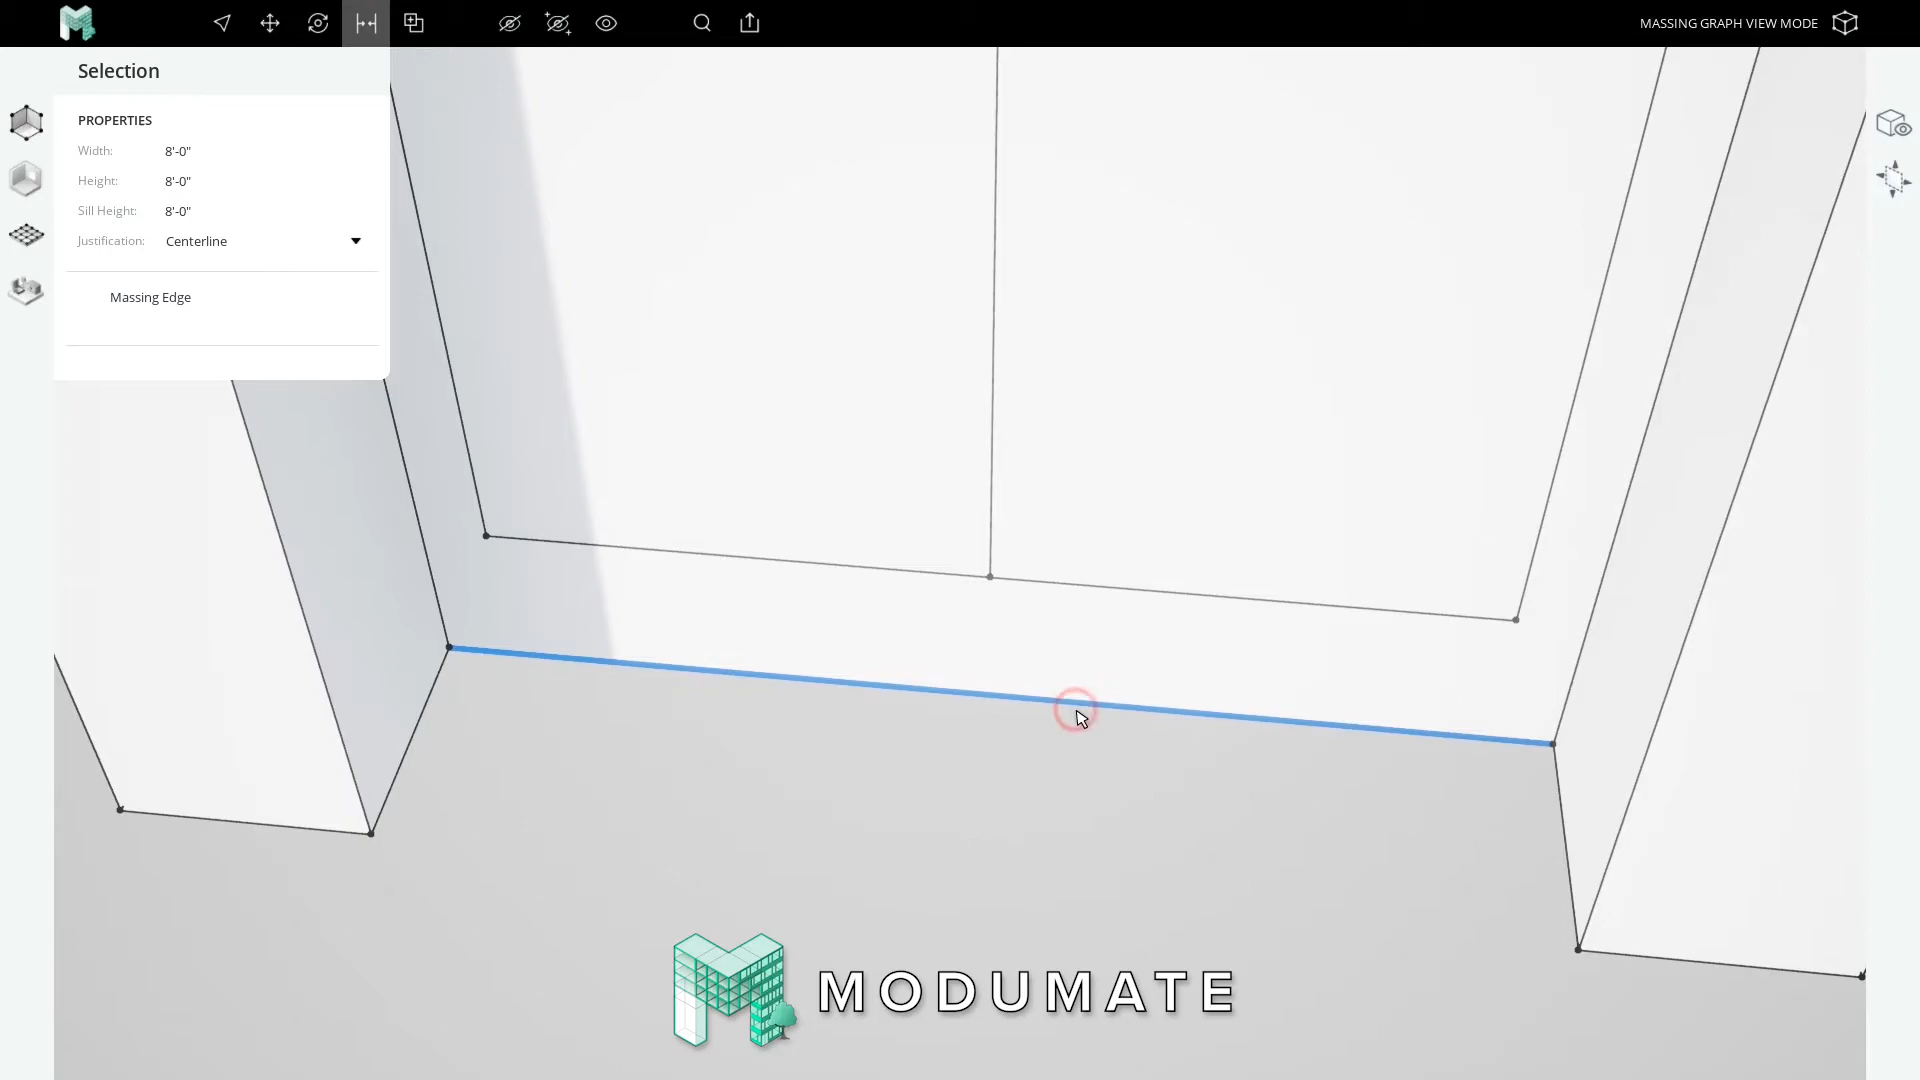 MASSING GRAPH VIEW MODE
Selection
PROPERTIES
Width: 8'-0"
Height: 8'-0"
Sill Height: 8'-0"
Justification: Centerline
Massing Edge
MODUMATE